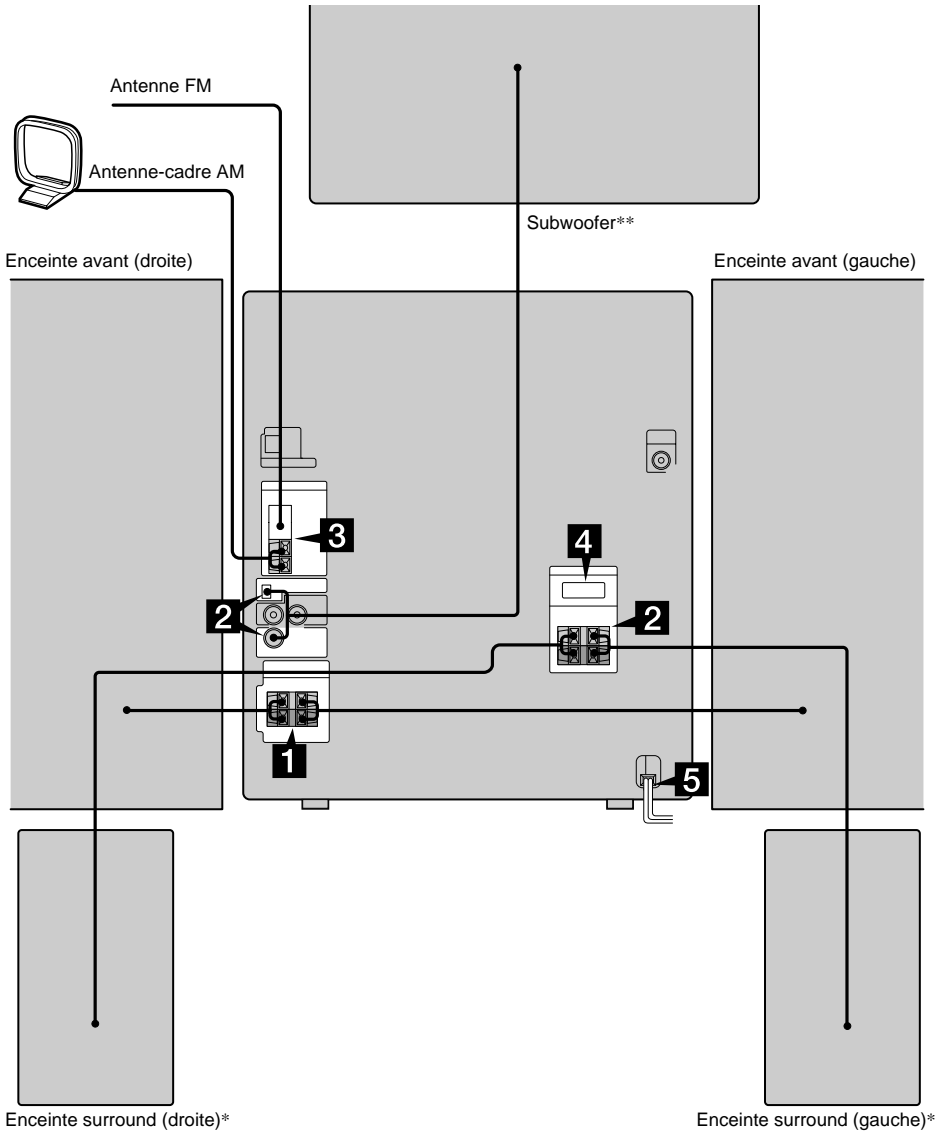 Antenne FM
Antenne-cadre AM
Subwoofer**
Enceinte avant (droite)
Enceinte avant (gauche)
3
4
2
2
1
5
Enceinte surround (droite)*
Enceinte surround (gauche)*